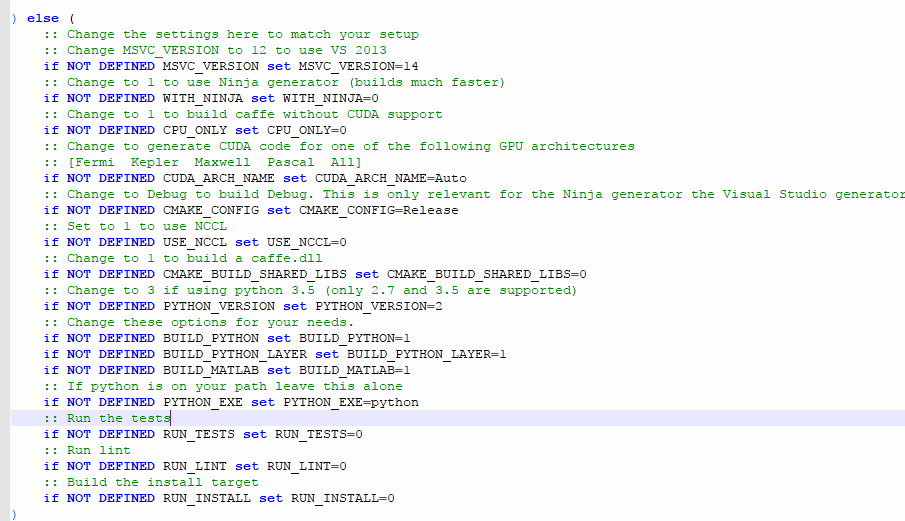 ) else (
    :: Change the settings here to match your setup
    :: Change MSVC_VERSION to 12 to use VS 2013
    if NOT DEFINED MSVC_VERSION set MSVC_VERSION=14
    :: Change to 1 to use Ninja generator (builds much faster)
    if NOT DEFINED WITH_NINJA set WITH_NINJA=0
    :: Change to 1 to build caffe without CUDA support
    if NOT DEFINED CPU_ONLY set CPU_ONLY=0
    :: Change to generate CUDA code for one of the following GPU architectures
    :: [Fermi  Kepler  Maxwell  Pascal  All]
    if NOT DEFINED CUDA_ARCH_NAME set CUDA_ARCH_NAME=Auto
    :: Change to Debug to build Debug. This is only relevant for the Ninja generator the Visual Studio generator
    if NOT DEFINED CMAKE_CONFIG set CMAKE_CONFIG=Release
    :: Set to 1 to use NCCL
    if NOT DEFINED USE_NCCL set USE_NCCL=0
    :: Change to 1 to build a caffe.dll
    if NOT DEFINED CMAKE_BUILD_SHARED_LIBS set CMAKE_BUILD_SHARED_LIBS=0
    :: Change to 3 if using python 3.5 (only 2.7 and 3.5 are supported)
    if NOT DEFINED PYTHON_VERSION set PYTHON_VERSION=2
    :: Change these options for your needs.
    if NOT DEFINED BUILD_PYTHON set BUILD_PYTHON=1
    if NOT DEFINED BUILD_PYTHON_LAYER set BUILD_PYTHON_LAYER=1
    if NOT DEFINED BUILD_MATLAB set BUILD_MATLAB=1
    :: If python is on your path leave this alone
    if NOT DEFINED PYTHON_EXE set PYTHON_EXE=python
    :: Run the tests
    if NOT DEFINED RUN_TESTS set RUN_TESTS=0
    :: Run lint
    if NOT DEFINED RUN_LINT set RUN_LINT=0
    :: Build the install target
    if NOT DEFINED RUN_INSTALL set RUN_INSTALL=0
)